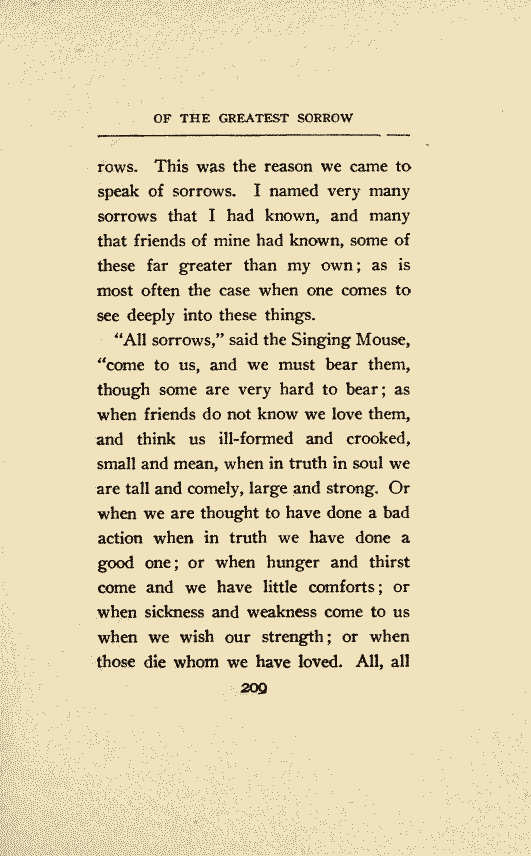 OF THE GREATEST SORROW
rows. This was the reason we came to
speak of sorrows. I named very many
sorrows that I had known, and many
that friends of mine had known, some of
these far greater than my own; as is
most often the case when one comes to
see deeply into these things.
“All sorrows,” said the Singing Mouse,
“come to us, and we must bear them,
though some are very hard to bear; as
when friends do not know we love them,
and think us ill-formed and crooked,
small and mean, when in truth in soul we
are tall and comely, large and strong. Or
when we are thought to have done a bad
action when in truth we have done a
good one; or when hunger and thirst
come and we have little comforts; or
when sickness and weakness come to us
when we wish our strength; or when
those die whom we have loved. All, all
209